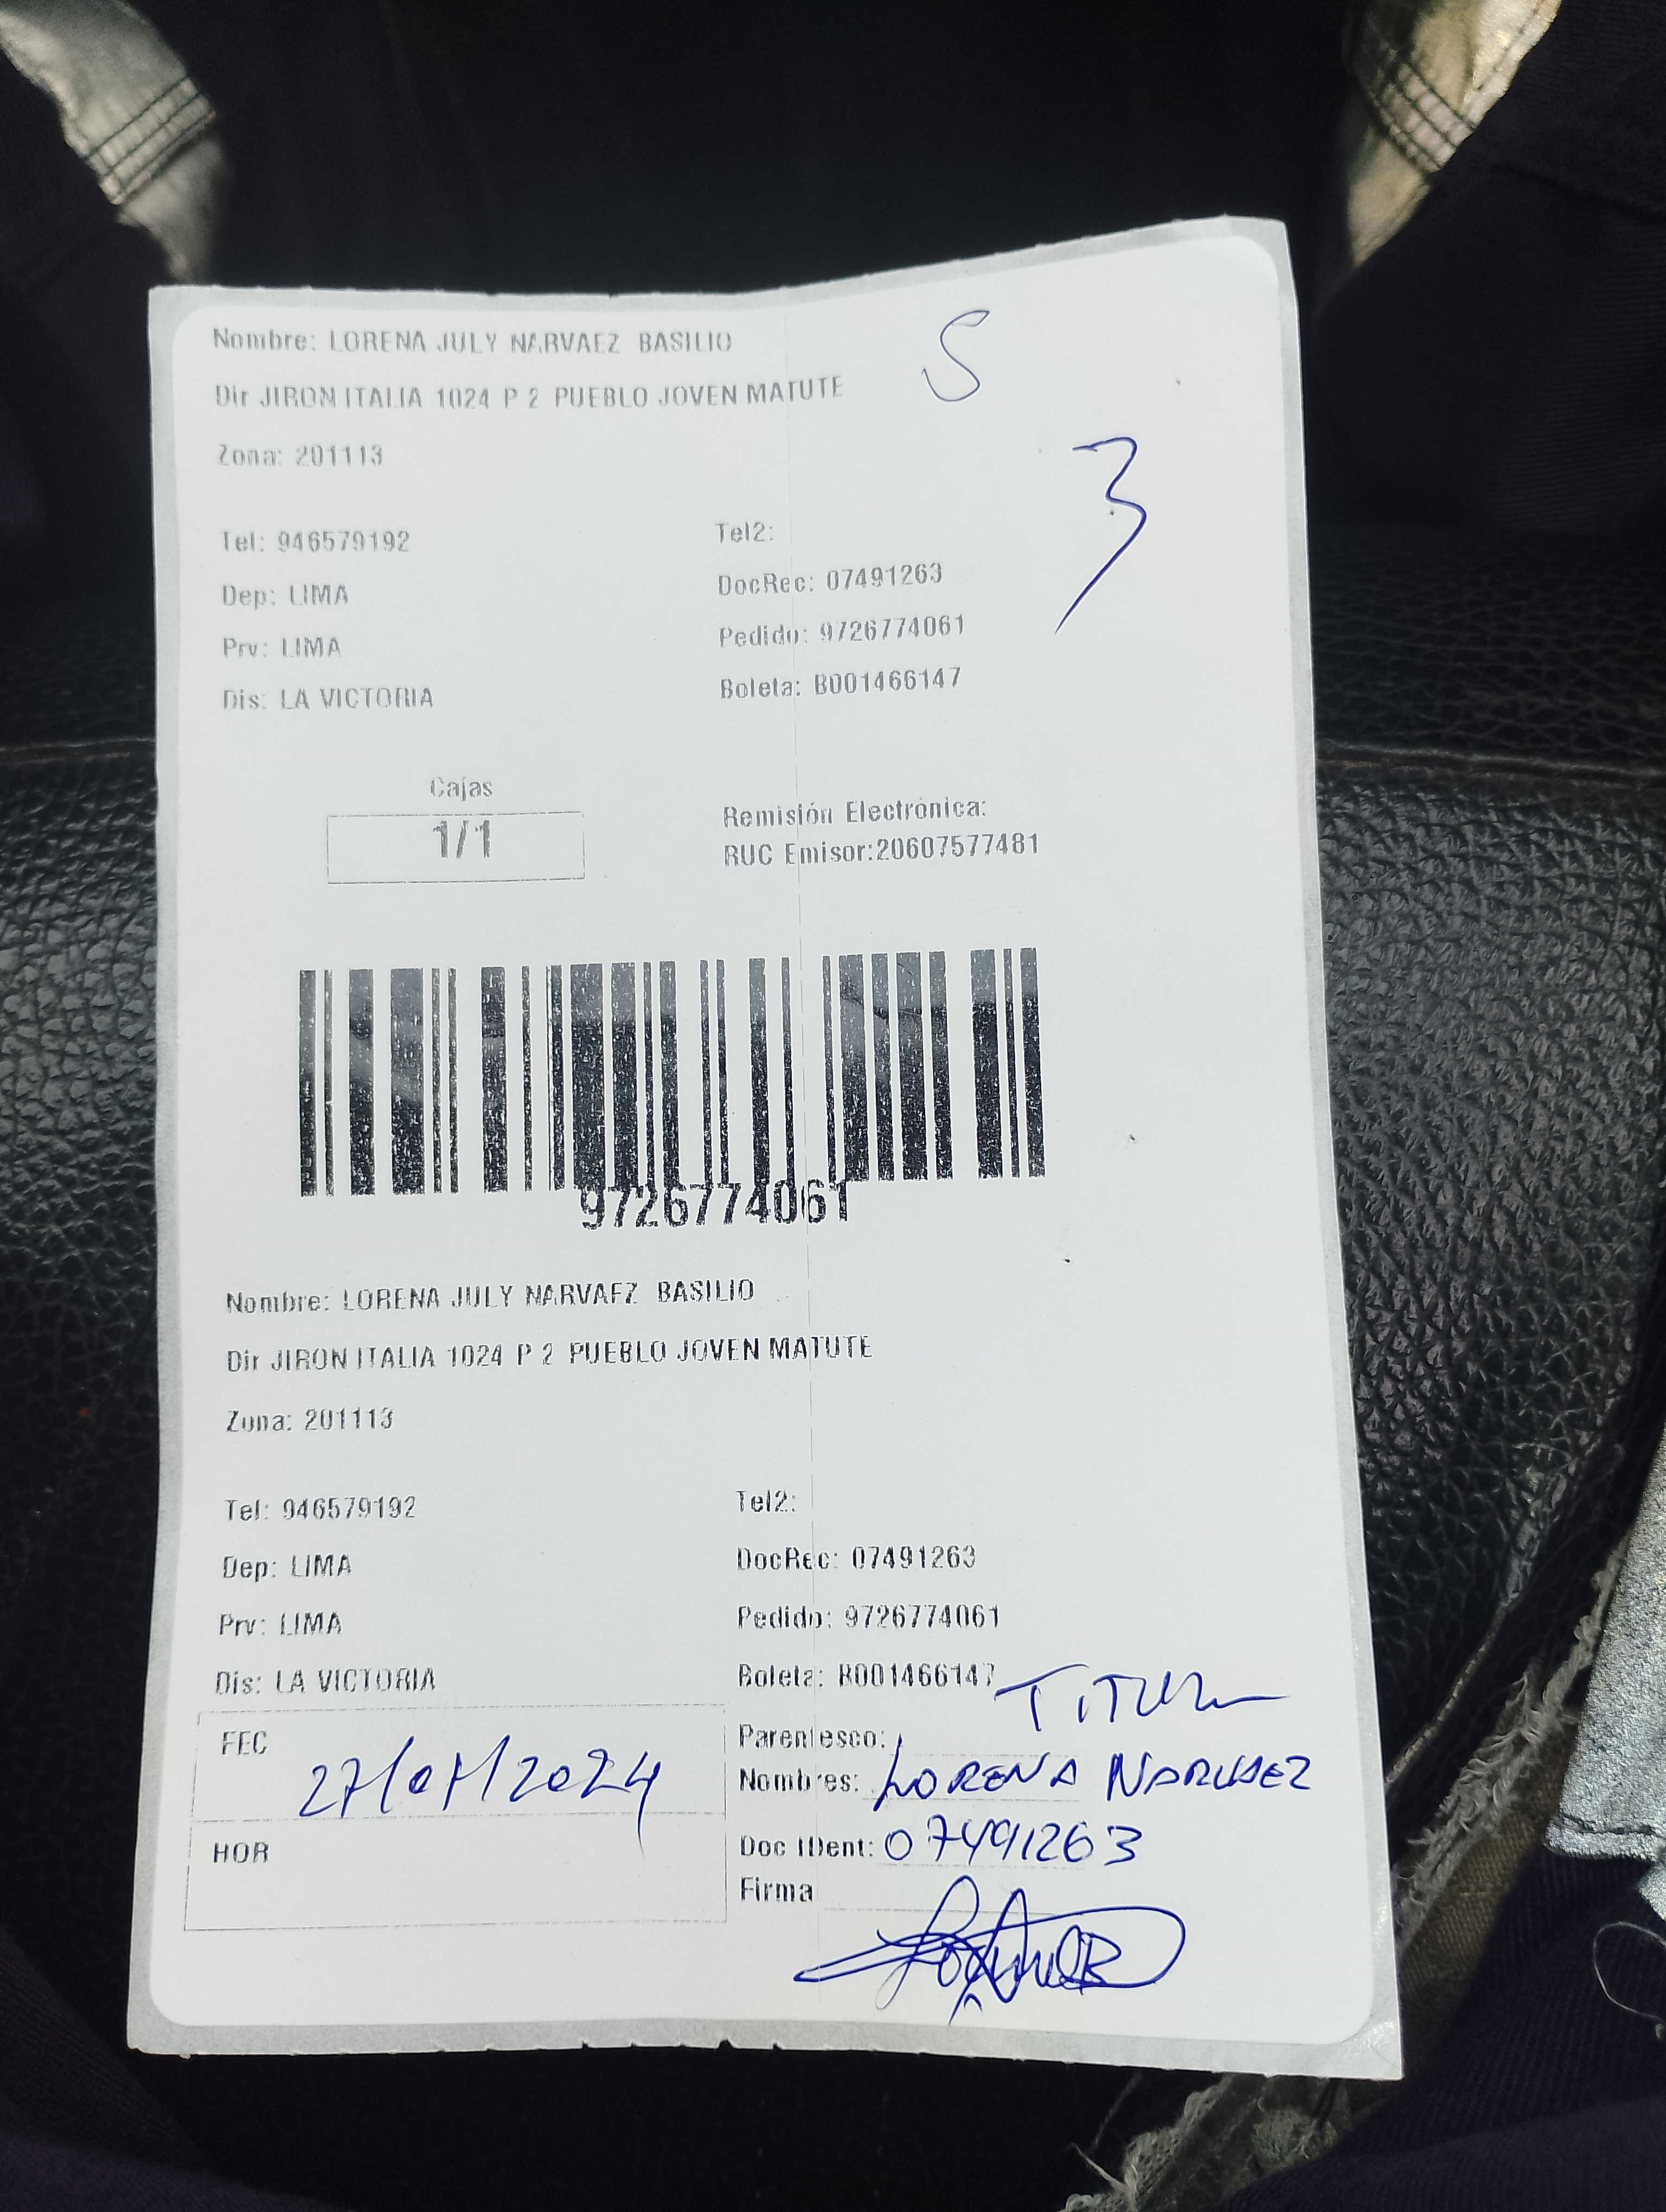 Nombre: LORENA JULY NARVAEZ BASILIO
S
Dir JIRON ITALIA 1024 P 2 PUEBLO JOVEN MATUTE
3
Zona: 201113
Tel: 946579192 Tel2:
Dep: LIMA DocRec: 07491263
Prv: LIMA Pedido: 9726774061
Dis: LA VICTORIA Boleta: B001466147
Cajas
1/1
Remisión Electrónica:
RUC Emisor:20607577481
9726774061
Nombre: LORENA JULY NARVAEZ BASILIO
Dir JIRON ITALIA 1024 P 2 PUEBLO JOVEN MATUTE
Zona: 201113
Tel: 946579192 Tel2:
Dep: LIMA DocRec: 07491263
Prv: LIMA Pedido: 9726774061
Dis: LA VICTORIA Boleta: B001466147
FEC 27/07/2024
HOR
Parentesco: TITULAR
Nombres: LORENA NARVAEZ
Doc IDent: 07491263
Firma